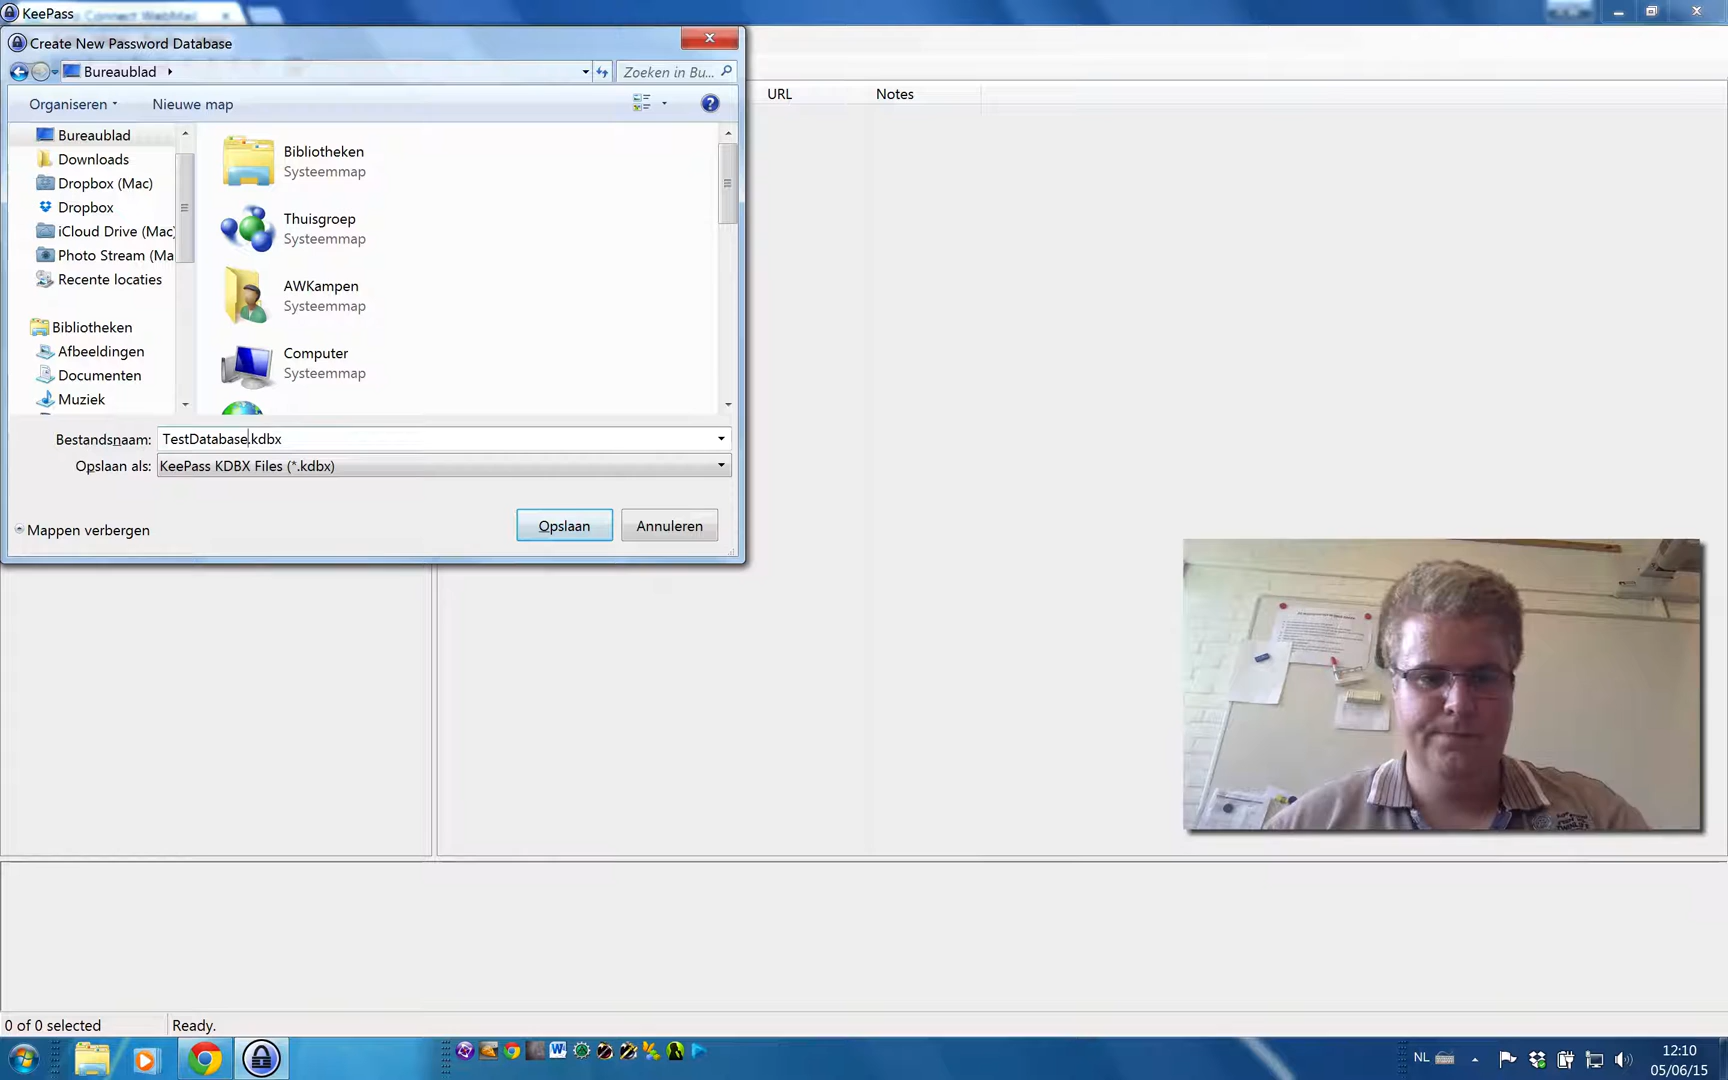 KeePass
Connect WebMail
Create New Password Database
Bureaublad
Zoeken in Bu...
Organiseren
Nieuwe map
URL
Notes
Bureaublad
Downloads
Dropbox (Mac)
Dropbox
iCloud Drive (Mac)
Photo Stream (Ma
Recente locaties
Bibliotheken
Afbeeldingen
Documenten
Muziek
Bibliotheken
Systeemmap
Thuisgroep
Systeemmap
AWKampen
Systeemmap
Computer
Systeemmap
Bestandsnaam: TestDatabase.kdbx
Opslaan als: KeePass KDBX Files (*.kdbx)
Mappen verbergen
Opslaan
Annuleren
0 of 0 selected
Ready.
NL
12:10
05/06/15